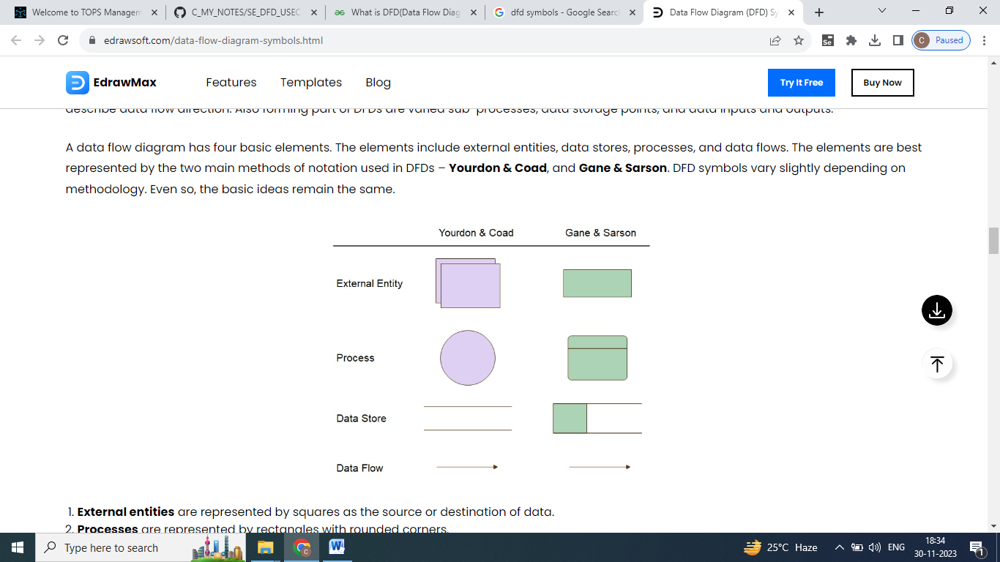 Welcome to TOPS Managem
C_MY_NOTES/SE_DFD_USEC
What is DFD(Data Flow Diag
dfd symbols - Google Search
Data Flow Diagram (DFD) Sy
edrawsoft.com/data-flow-diagram-symbols.html
Se
C Paused
EdrawMax
Features
Templates
Blog
Try It Free
Buy Now
describe data flow direction. Also forming part of DFDs are varied sub-processes, data storage points, and data inputs and outputs.
A data flow diagram has four basic elements. The elements include external entities, data stores, processes, and data flows. The elements are best
represented by the two main methods of notation used in DFDs – Yourdon & Coad, and Gane & Sarson. DFD symbols vary slightly depending on
methodology. Even so, the basic ideas remain the same.
Yourdon & Coad
Gane & Sarson
External Entity
Process
Data Store
Data Flow
1. External entities are represented by squares as the source or destination of data.
2. Processes are represented by rectangles with rounded corners.
Type here to search
C
W
25°C Haze
ENG
18:34
30-11-2023
1